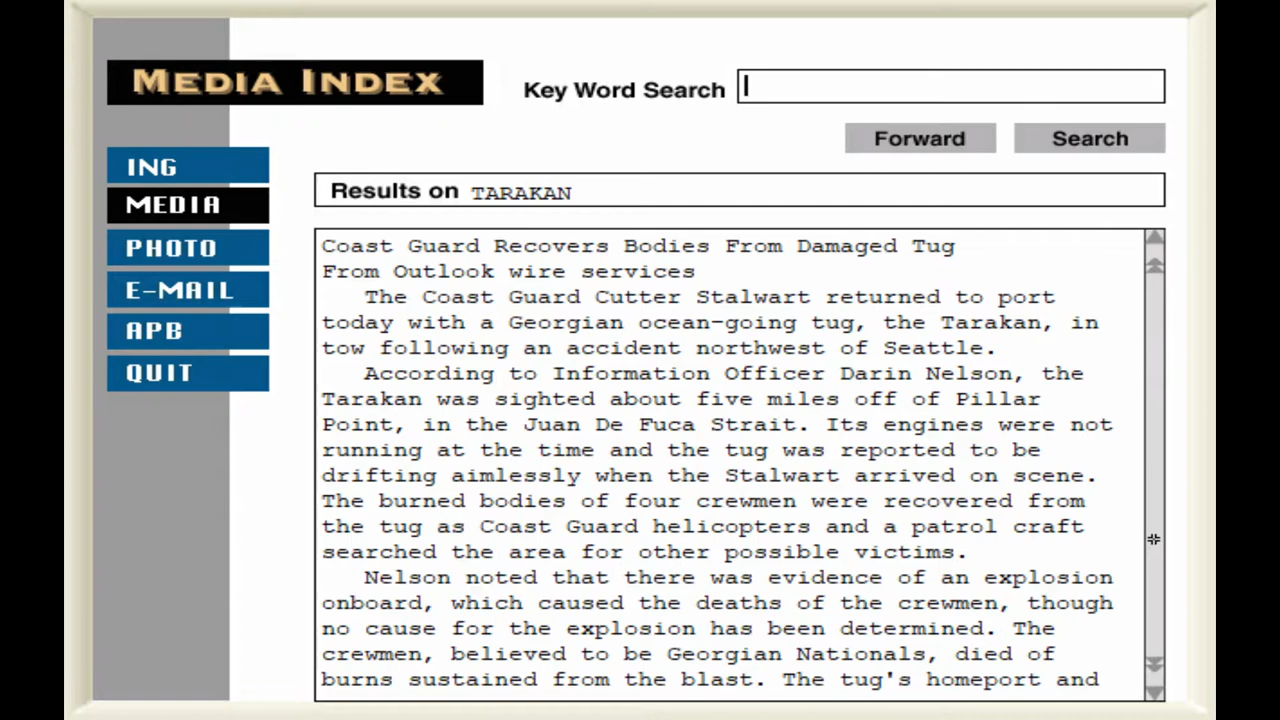 MEDIA INDEX
Key Word Search
Forward
Search
ING
MEDIA
PHOTO
E-MAIL
APB
QUIT
Results on TARAKAN
Coast Guard Recovers Bodies From Damaged Tug
From Outlook wire services
The Coast Guard Cutter Stalwart returned to port
today with a Georgian ocean-going tug, the Tarakan, in
tow following an accident northwest of Seattle.
According to Information Officer Darin Nelson, the
Tarakan was sighted about five miles off of Pillar
Point, in the Juan De Fuca Strait. Its engines were not
running at the time and the tug was reported to be
drifting aimlessly when the Stalwart arrived on scene.
The burned bodies of four crewmen were recovered from
the tug as Coast Guard helicopters and a patrol craft
searched the area for other possible victims.
Nelson noted that there was evidence of an explosion
onboard, which caused the deaths of the crewmen, though
no cause for the explosion has been determined. The
crewmen, believed to be Georgian Nationals, died of
burns sustained from the blast. The tug's homeport and